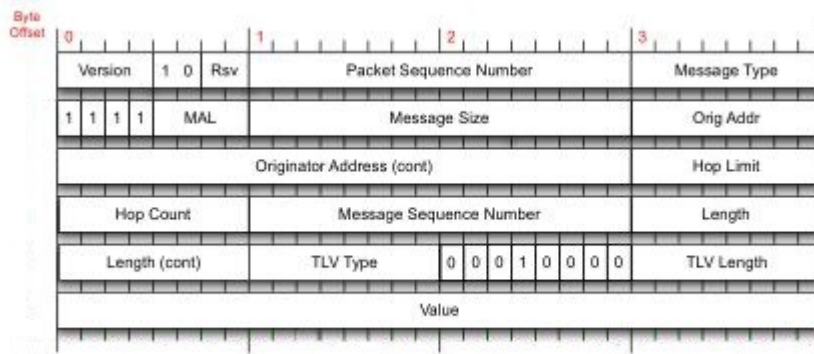 Byte
Offset 0 1 2 3
Version 1 0 Rsv Packet Sequence Number Message Type
1 1 1 1 MAL Message Size Orig Addr
Originator Address (cont) Hop Limit
Hop Count Message Sequence Number Length
Length (cont) TLV Type 0 0 0 1 0 0 0 0 TLV Length
Value